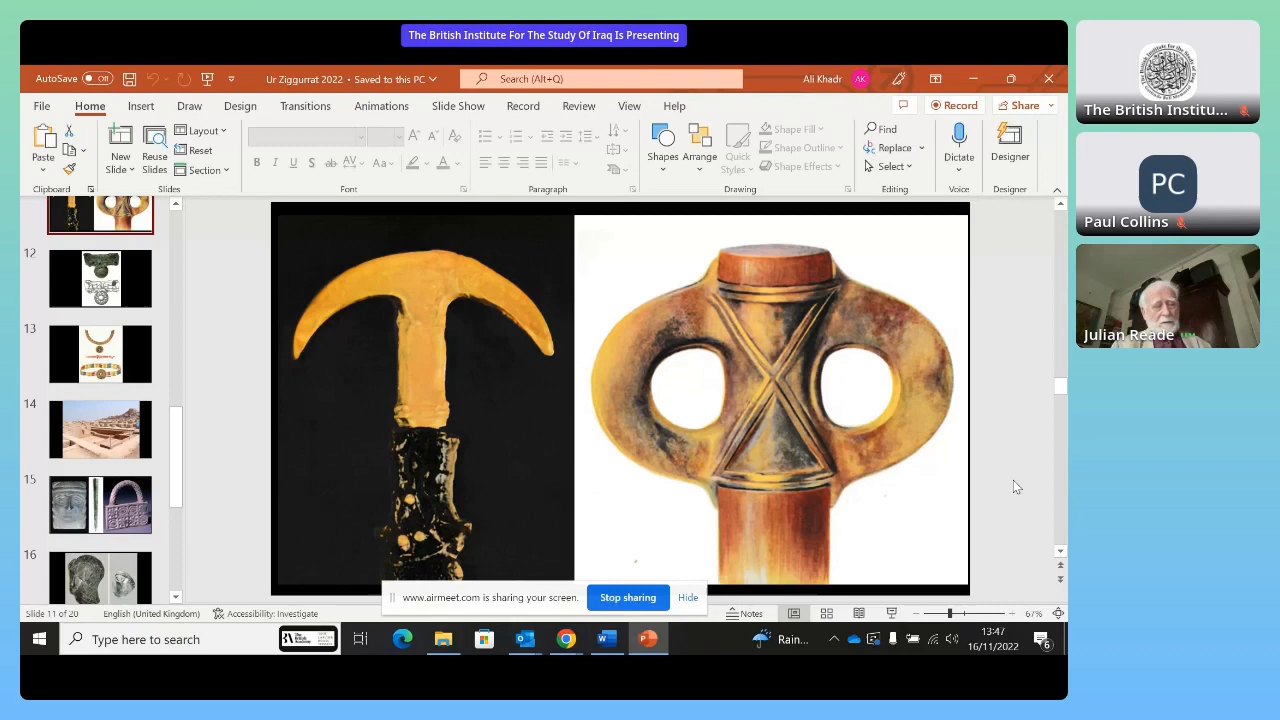 The British Institute For The Study Of Iraq Is Presenting
AutoSave Off Ur Ziggurat 2022 • Saved to this PC Search (Alt+Q) Ali Khadr AK
File Home Insert Draw Design Transitions Animations Slide Show Record Review View Help Record Share
Paste New Slide Reuse Slides Layout Reset Section Shapes Arrange Quick Styles Shape Fill Shape Outline Shape Effects Find Replace Select Dictate Designer
B I U S ab AV Aa A
Clipboard Slides Font Paragraph Drawing Editing Voice Designer
12
13
14
15
16
www.airmeet.com is sharing your screen. Stop sharing Hide
Slide 11 of 20 English (United Kingdom) Accessibility: Investigate Notes 67%
Type here to search Rain... 13:47
16/11/2022 6
The British Institu...
PC
Paul Collins
Julian Reade